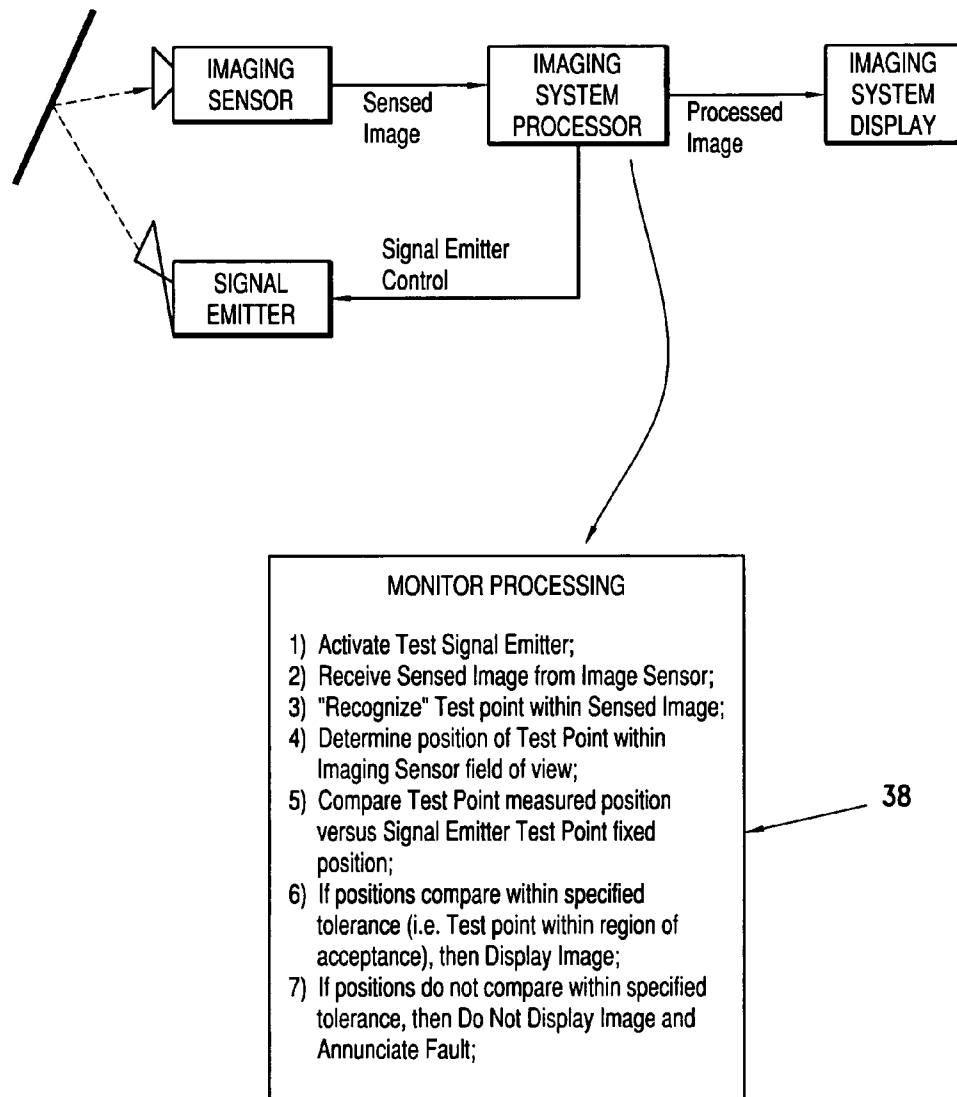 IMAGING
SENSOR
Sensed
Image
IMAGING
SYSTEM
PROCESSOR
Processed
Image
IMAGING
SYSTEM
DISPLAY
Signal Emitter
Control
SIGNAL
EMITTER
MONITOR PROCESSING
1) Activate Test Signal Emitter;
2) Receive Sensed Image from Image Sensor;
3) "Recognize" Test point within Sensed Image;
4) Determine position of Test Point within
Imaging Sensor field of view;
5) Compare Test Point measured position
versus Signal Emitter Test Point fixed
position;
6) If positions compare within specified
tolerance (i.e. Test point within region of
acceptance), then Display Image;
7) If positions do not compare within specified
tolerance, then Do Not Display Image and
Annunciate Fault;
38